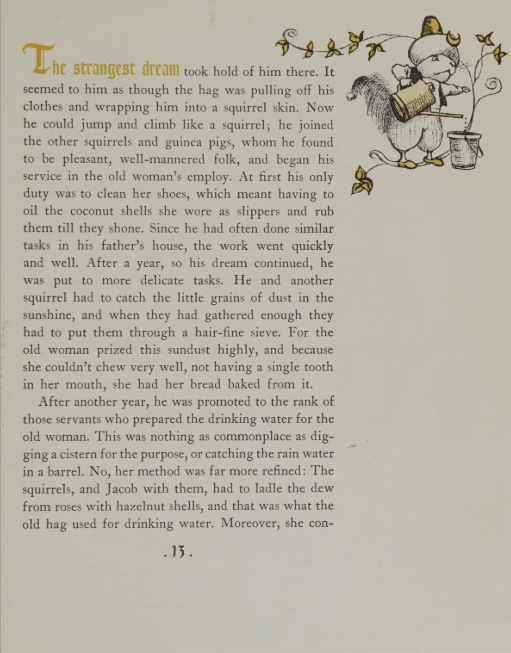 The strangest dream took hold of him there. It
seemed to him as though the hag was pulling off his
clothes and wrapping him into a squirrel skin. Now
he could jump and climb like a squirrel; he joined
the other squirrels and guinea pigs, whom he found
to be pleasant, well-mannered folk, and began his
service in the old woman's employ. At first his only
duty was to clean her shoes, which meant having to
oil the coconut shells she wore as slippers and rub
them till they shone. Since he had often done similar
tasks in his father's house, the work went quickly
and well. After a year, so his dream continued, he
was put to more delicate tasks. He and another
squirrel had to catch the little grains of dust in the
sunshine, and when they had gathered enough they
had to put them through a hair-fine sieve. For the
old woman prized this sundust highly, and because
she couldn't chew very well, not having a single tooth
in her mouth, she had her bread baked from it.
After another year, he was promoted to the rank of
those servants who prepared the drinking water for the
old woman. This was nothing as commonplace as dig-
ging a cistern for the purpose, or catching the rain water
in a barrel. No, her method was far more refined: The
squirrels, and Jacob with them, had to ladle the dew
from roses with hazelnut shells, and that was what the
old hag used for drinking water. Moreover, she con-
. 13 .